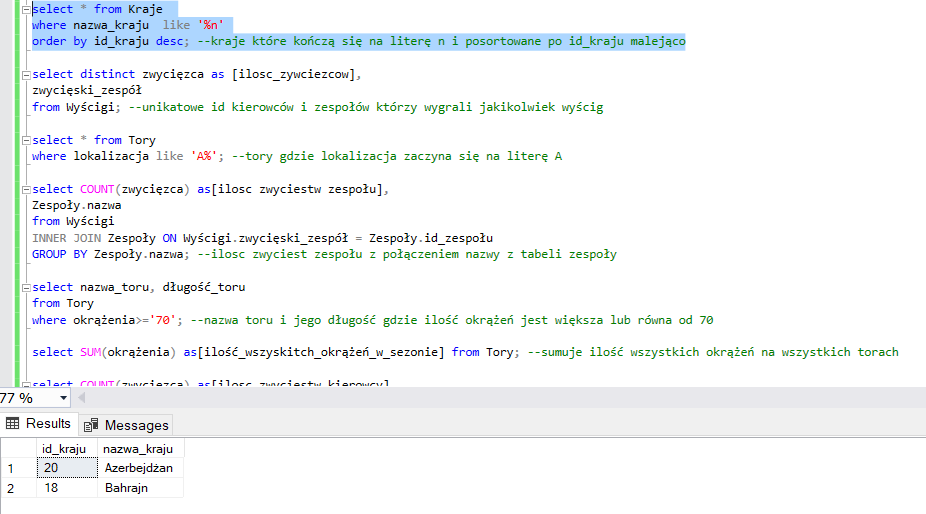 select * from Kraje
where nazwa_kraju  like '%n'
order by id_kraju desc; --kraje które kończą się na literę n i posortowane po id_kraju malejąco
select distinct zwycięzca as [ilosc_zywciezcow],
zwycięski_zespół
from Wyścigi; --unikatowe id kierowców i zespołów którzy wygrali jakikolwiek wyścig
select * from Tory
where lokalizacja like 'A%'; --tory gdzie lokalizacja zaczyna się na literę A
select COUNT(zwycięzca) as[ilosc zwyciestw zespołu],
Zespoły.nazwa
from Wyścigi
INNER JOIN Zespoły ON Wyścigi.zwycięski_zespół = Zespoły.id_zespołu
GROUP BY Zespoły.nazwa; --ilosc zwyciest zespołu z połączeniem nazwy z tabeli zespoły
select nazwa_toru, długość_toru
from Tory
where okrążenia>='70'; --nazwa toru i jego długość gdzie ilość okrążeń jest większa lub równa od 70
select SUM(okrążenia) as[ilość_wszyskitch_okrążeń_w_sezonie] from Tory; --sumuje ilość wszystkich okrążeń na wszystkich torach
select COUNT(zwycięzca) as[ilosc zwyciestw kierowcy]
77 %
Results Messages
id_kraju nazwa_kraju
1 20 Azerbejdżan
2 18 Bahrajn